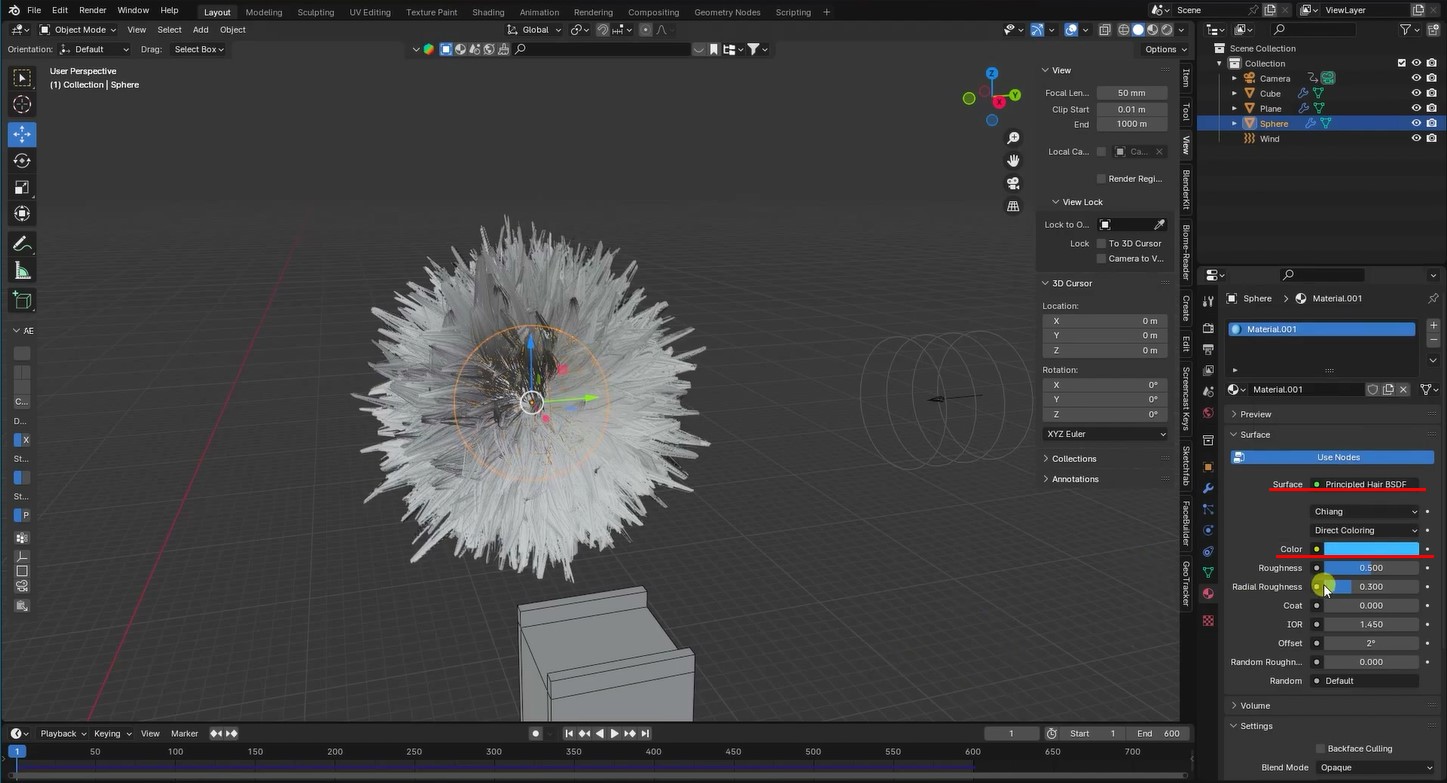 File Edit Render Window Help Layout Modeling Sculpting UV Editing Texture Paint Shading Animation Rendering Compositing Geometry Nodes Scripting + Scene ViewLayer
Object Mode View Select Add Object Global
Orientation: Default Drag: Select Box Options
User Perspective
(1) Collection | Sphere
Z
Y
X
AE
C...
D...
X
St...
St...
P
View
Focal Len... 50 mm
Clip Start 0.01 m
End 1000 m
Local Ca... Ca...
Render Regi...
View Lock
Lock to O...
Lock To 3D Cursor
Camera to V...
3D Cursor
Location:
X 0 m
Y 0 m
Z 0 m
Rotation:
X 0°
Y 0°
Z 0°
XYZ Euler
Collections
Annotations
Item
Tool
View
BlenderKit
Biome-Reader
Create
Edit
Screencast Keys
Sketchfab
FaceBuilder
GeoTracker
Scene Collection
Collection
Camera
Cube
Plane
Sphere
Wind
Sphere > Material.001
Material.001
Material.001
Preview
Surface
Use Nodes
Surface Principled Hair BSDF
Chiang
Direct Coloring
Color
Roughness 0.500
Radial Roughness 0.300
Coat 0.000
IOR 1.450
Offset 2°
Random Roughn... 0.000
Random Default
Volume
Settings
Backface Culling
Blend Mode Opaque
Playback Keying View Marker 1 Start 1 End 600
1 50 100 150 200 250 300 350 400 450 500 550 600 650 700